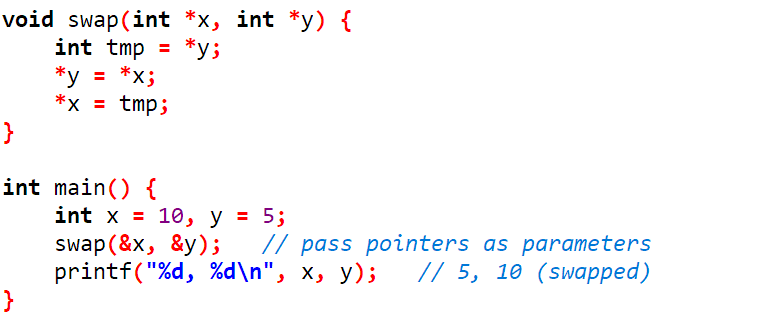 void swap(int *x, int *y) {
    int tmp = *y;
    *y = *x;
    *x = tmp;
}

int main() {
    int x = 10, y = 5;
    swap(&x, &y);   // pass pointers as parameters
    printf("%d, %d\n", x, y);   // 5, 10 (swapped)
}